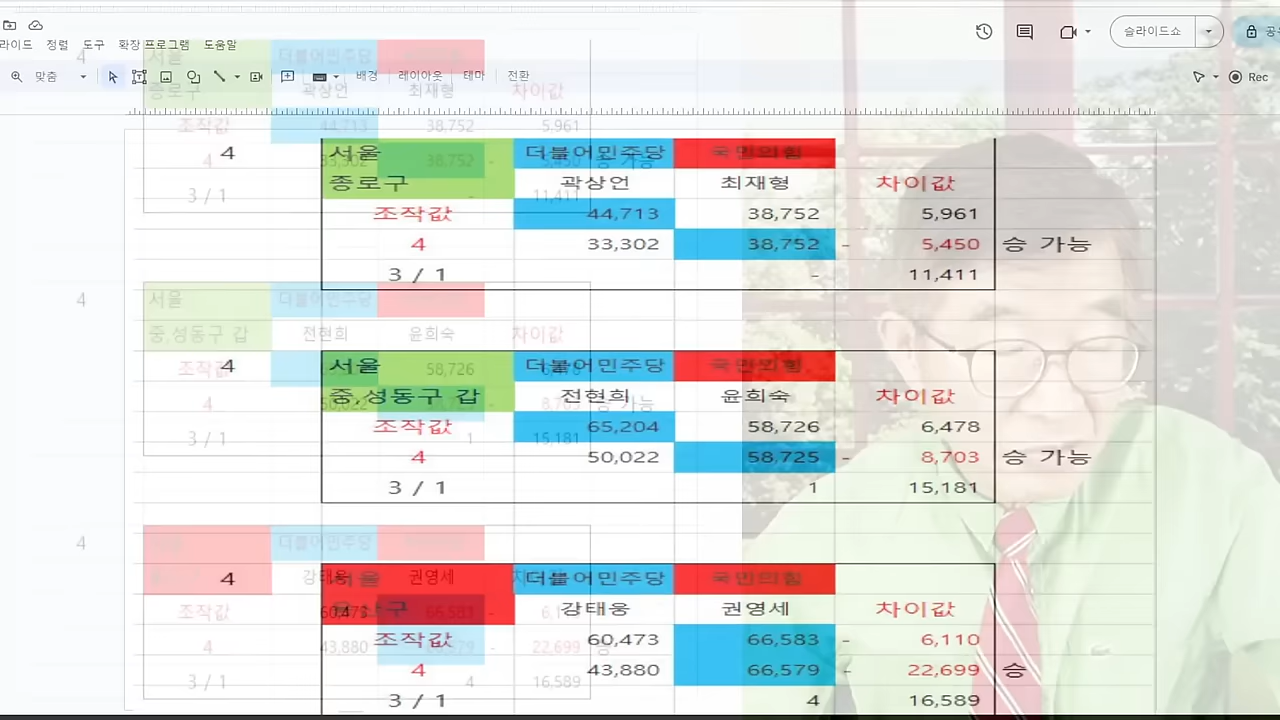 라이드 정렬 도구 확장 프로그램 도움말
슬라이드쇼
맞춤 배경 레이아웃 테마 전환 Rec
4 서울 더불어민주당 국민의힘
종로구 곽상언 최재형 차이값
조작값 44,713 38,752 5,961
4 33,302 38,752 - 5,450 승 가능
3 / 1 - 11,411
4 서울 더불어민주당 국민의힘
중,성동구 갑 전현희 윤희숙 차이값
조작값 65,204 58,726 6,478
4 50,022 58,725 - 8,703 승 가능
3 / 1 1 15,181
4 서울 더불어민주당 국민의힘
강태웅 권영세 차이값
조작값 60,473 66,583 - 6,110
4 43,880 66,579 - 22,699 승
3 / 1 4 16,589